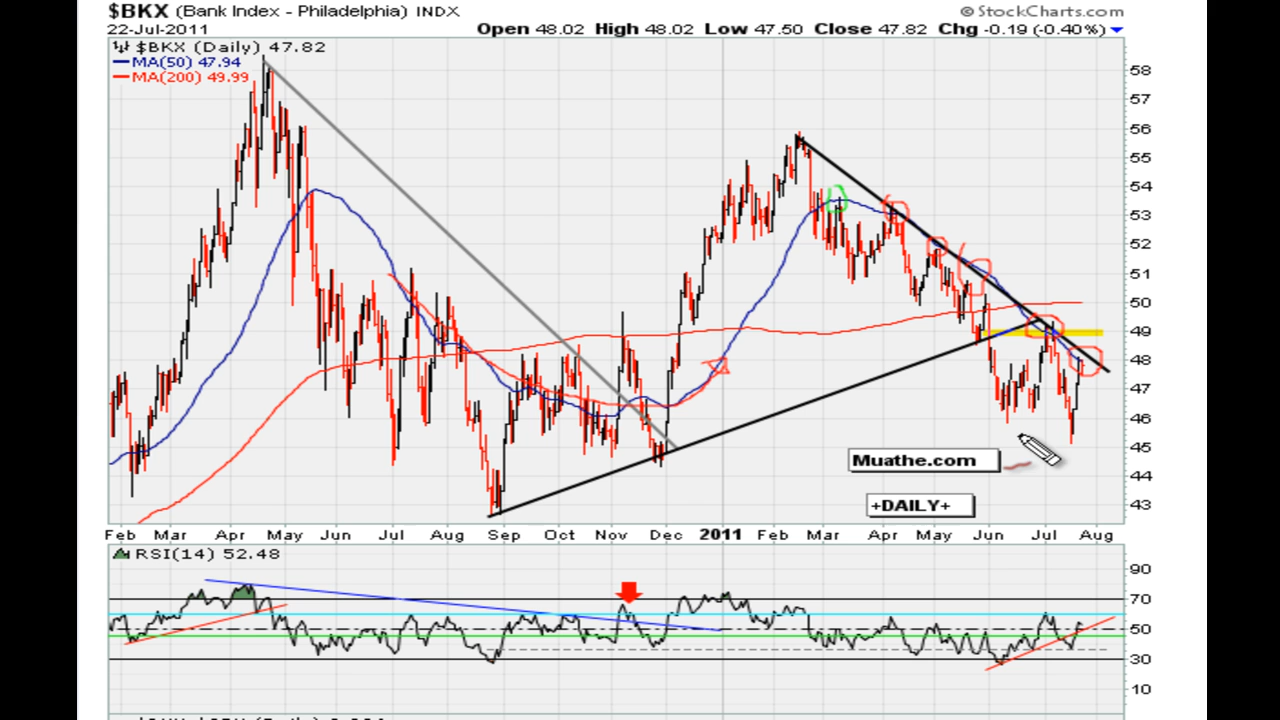 $BKX (Bank Index - Philadelphia) INDX
© StockCharts.com
22-Jul-2011
Open 48.02 High 48.02 Low 47.50 Close 47.82 Chg -0.19 (-0.40%)
$BKX (Daily) 47.82
MA(50) 47.94
MA(200) 49.99
58
57
56
55
54
53
52
51
50
49
48
47
46
45
44
43
Muathe.com
+DAILY+
Feb Mar Apr May Jun Jul Aug Sep Oct Nov Dec 2011 Feb Mar Apr May Jun Jul Aug
RSI(14) 52.48
90
70
50
30
10